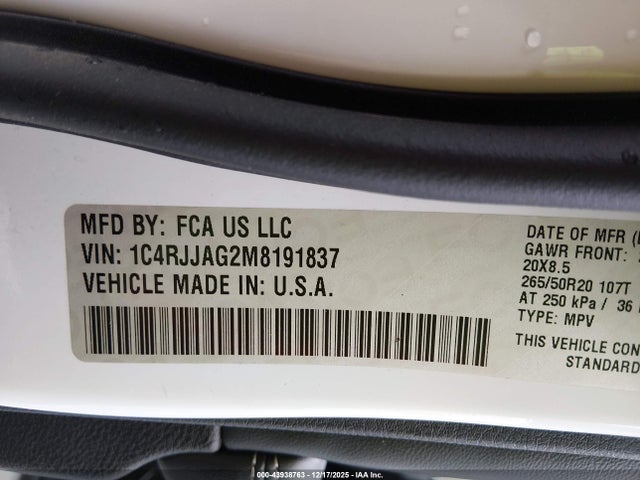 MFD BY: FCA US LLC
VIN: 1C4RJJAG2M8191837
VEHICLE MADE IN: U.S.A.
DATE OF MFR
GAWR FRONT:
20X8.5
265/50R20 107T
AT 250 kPa / 36
TYPE: MPV
THIS VEHICLE
STANDARD
000-43938763 - 12/17/2025 - IAA Inc.